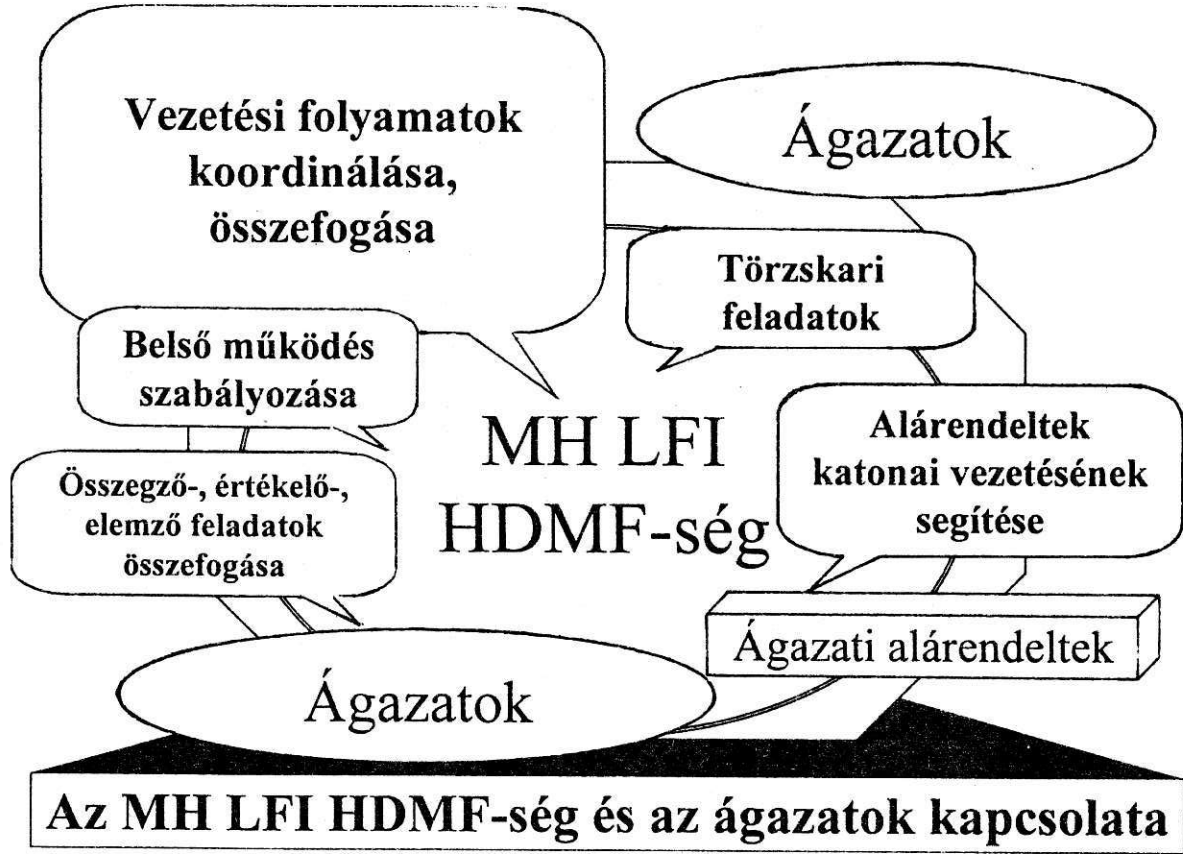 Vezetési folyamatok
koordinálása,
összefogása
Ágazatok
Törzskari
feladatok
Belső működés
szabályozása
MH LFI
HDMF-ség
Alárendeltek
katonai vezetésének
segítése
Összegző-, értékelő-,
elemző feladatok
összefogása
Ágazati alárendeltek
Ágazatok
Az MH LFI HDMF-ség és az ágazatok kapcsolata